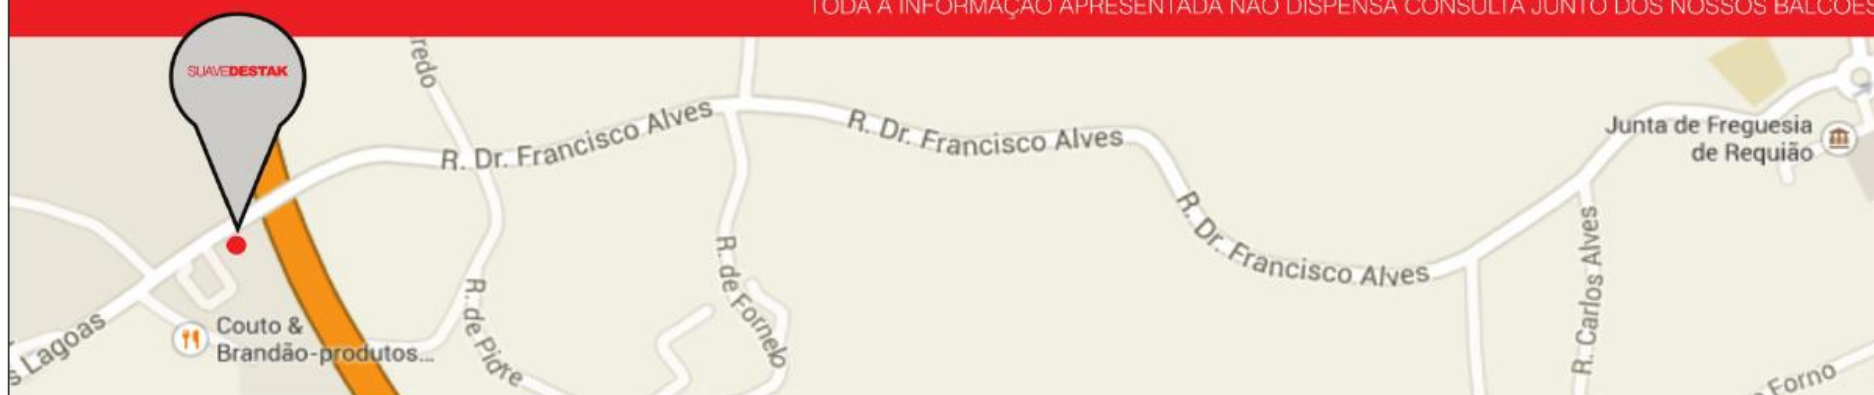 TODA A INFORMAÇÃO APRESENTADA NÃO DISPENSA CONSULTA JUNTO DOS NOSSOS BALCÕES
SUAVEDESTAK
redo
R. Dr. Francisco Alves
R. Dr. Francisco Alves
R. Dr. Francisco Alves
Junta de Freguesia
de Requião
R. de Pidre
R. de Fornelo
R. Carlos Alves
s Lagoas
Couto &
Brandão-produtos...
Forno